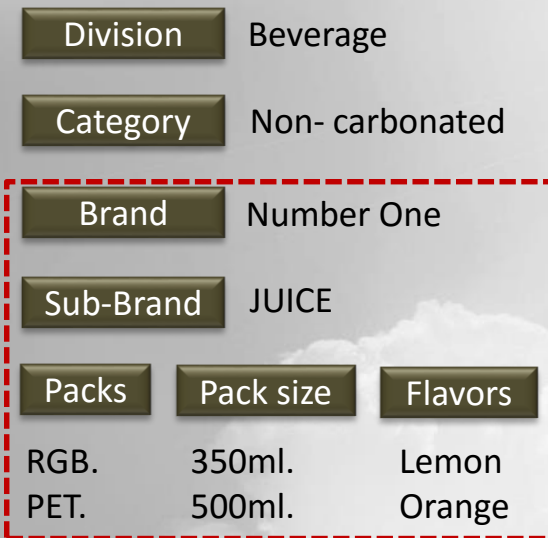 Division Beverage
Category Non- carbonated
Brand Number One
Sub-Brand JUICE
Packs Pack size Flavors
RGB. 350ml. Lemon
PET. 500ml. Orange